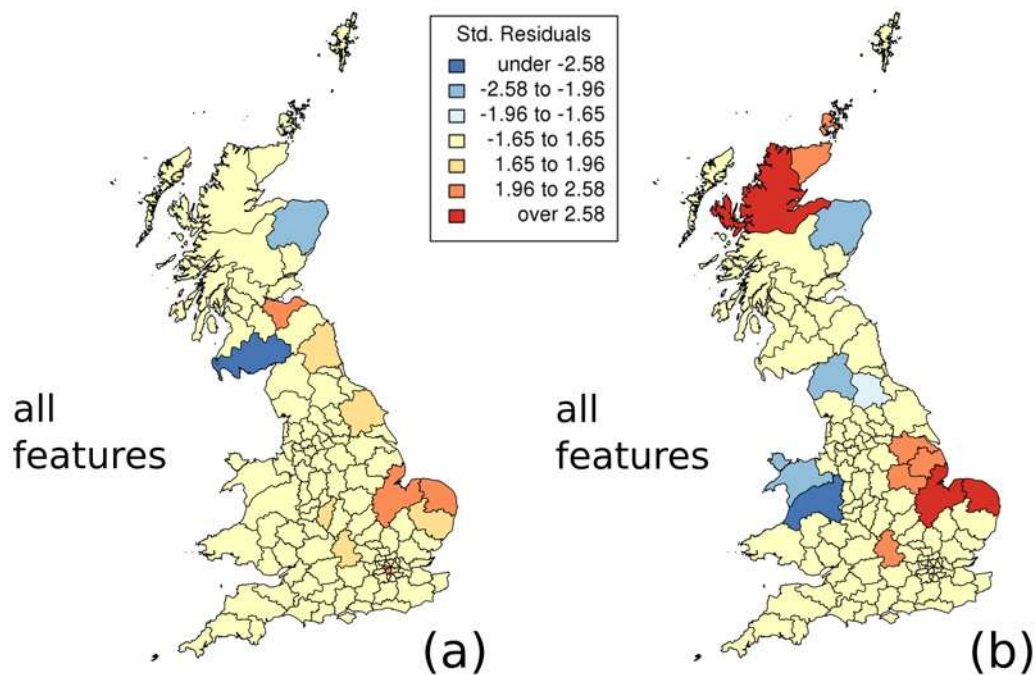 Std. Residuals
under -2.58
-2.58 to -1.96
-1.96 to -1.65
-1.65 to 1.65
1.65 to 1.96
1.96 to 2.58
over 2.58
all
features
all
features
(a)
(b)